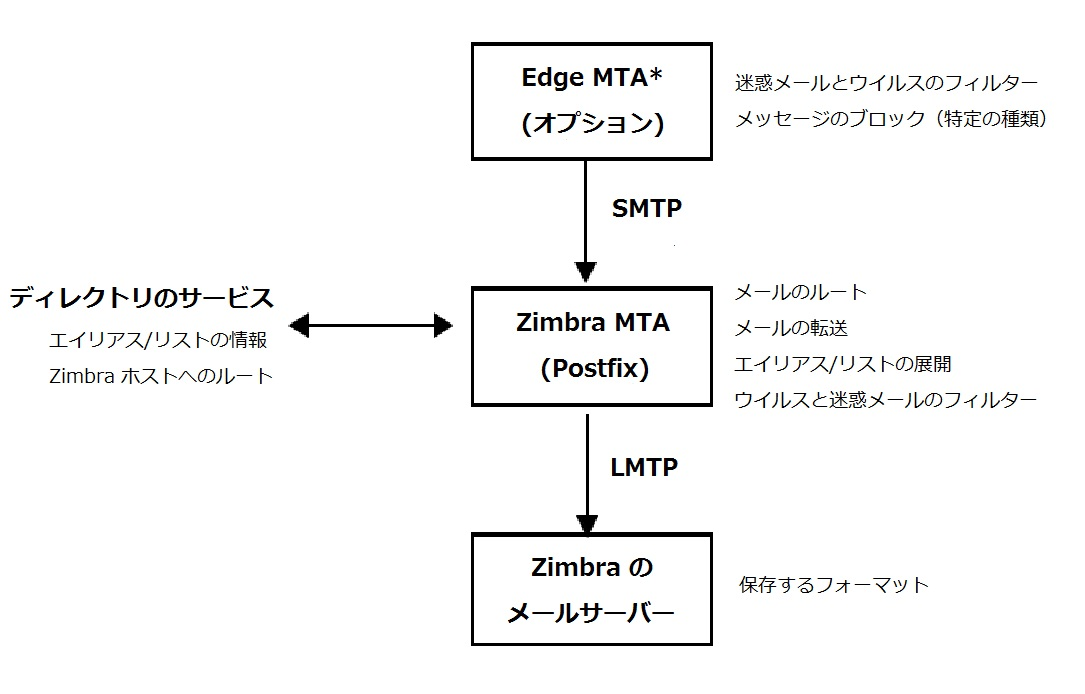 Edge MTA*
(オプション)
迷惑メールとウイルスのフィルター
メッセージのブロック（特定の種類）
SMTP
ディレクトリのサービス
エイリアス/リストの情報
Zimbra ホストへのルート
Zimbra MTA
(Postfix)
メールのルート
メールの転送
エイリアス/リストの展開
ウイルスと迷惑メールのフィルター
LMTP
Zimbra の
メールサーバー
保存するフォーマット